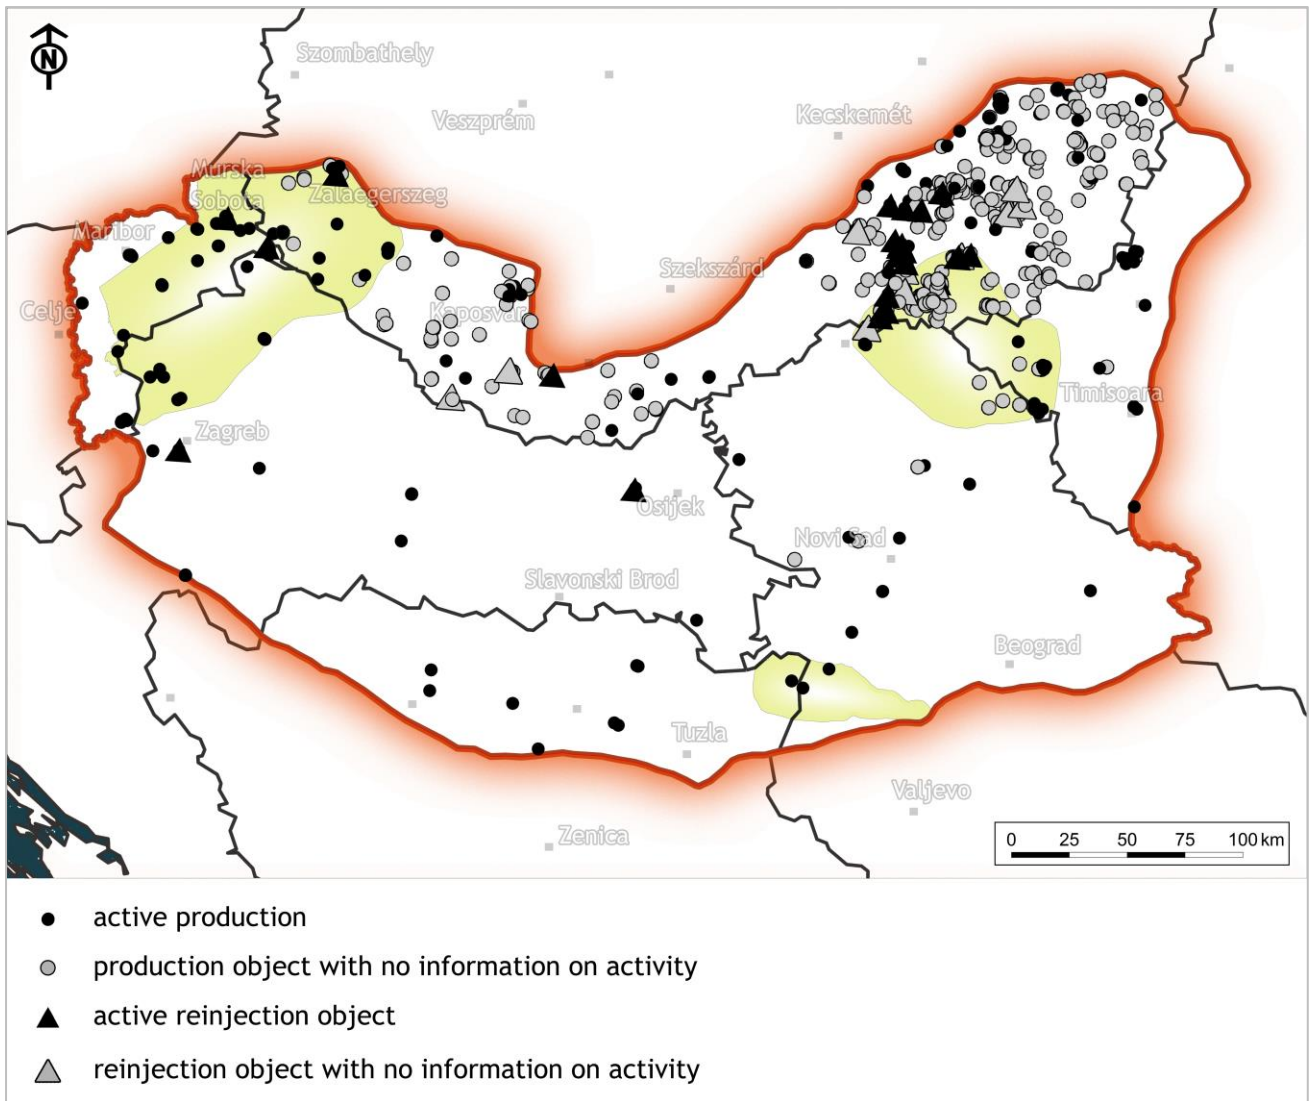 N
Szombathely
Veszprém
Kecskemét
Murska
Sobota
Zalaegerszeg
Maribor
Szekszárd
Celje
Kaposvár
Timisoara
Zagreb
Osijek
Novi Sad
Slavonski Brod
Beograd
Tuzla
Valjevo
Zenica
0 25 50 75 100 km
active production
production object with no information on activity
active reinjection object
reinjection object with no information on activity